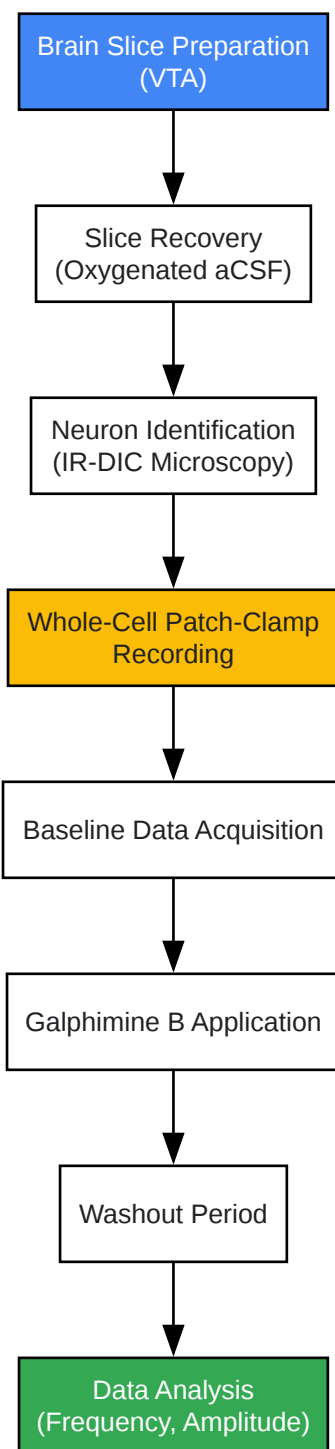 Brain Slice Preparation
(VTA)
Slice Recovery
(Oxygenated aCSF)
Neuron Identification
(IR-DIC Microscopy)
Whole-Cell Patch-Clamp
Recording
Baseline Data Acquisition
Galphimine B Application
Washout Period
Data Analysis
(Frequency, Amplitude)